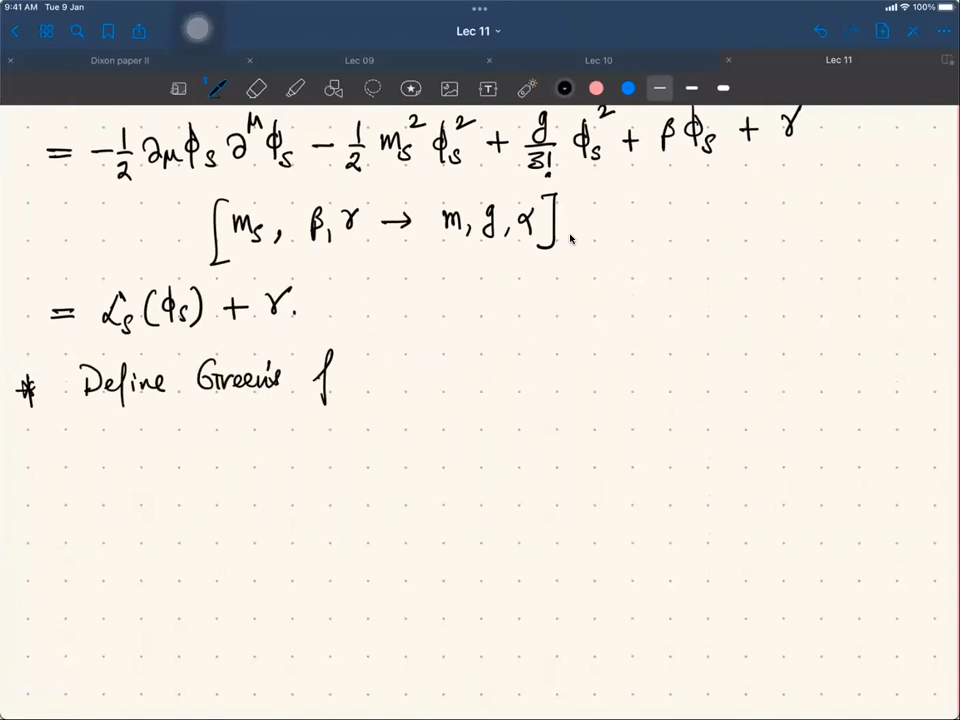 9:41 AM Tue 9 Jan 100%
Lec 11
Dixon paper II Lec 09 Lec 10 Lec 11
= -1/2 ∂μϕs ∂^μϕs - 1/2 ms² ϕs² + g/3! ϕs² + βϕs + γ
[ms, β, γ → m, g, α]
= ℒs(ϕs) + γ.
* Define Green's f